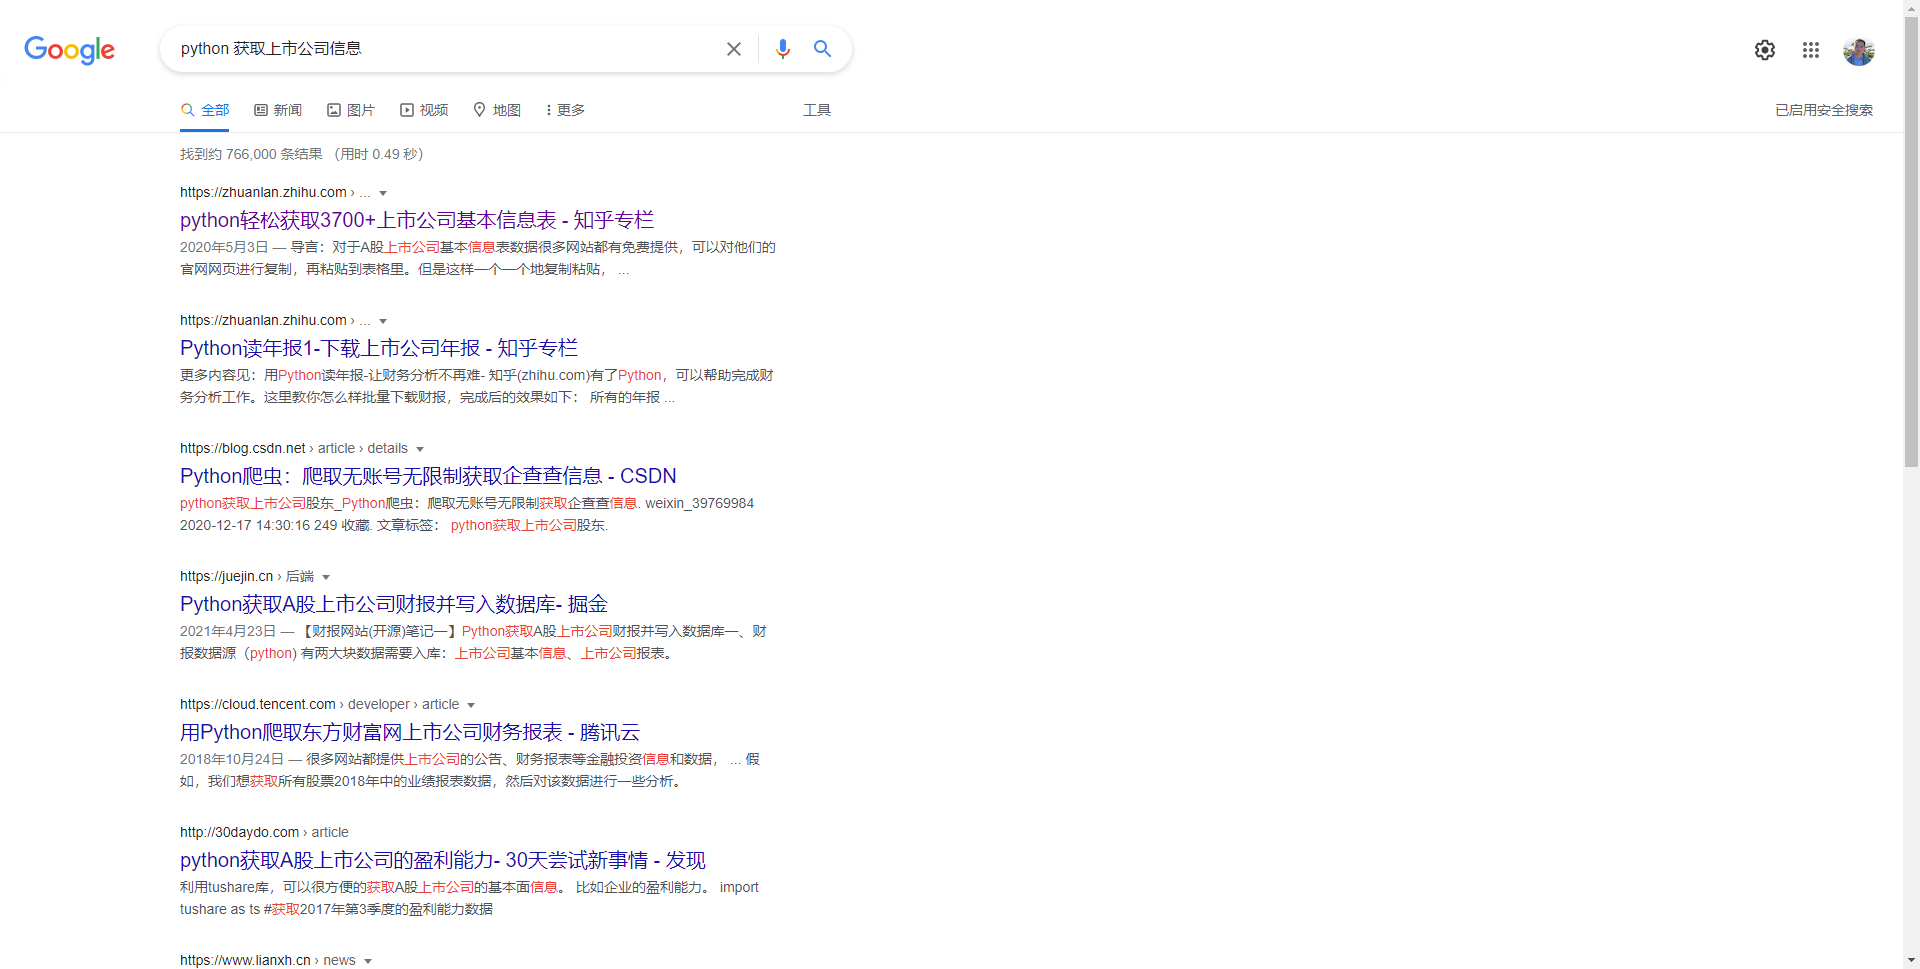 Google
python 获取上市公司信息
全部 新闻 图片 视频 地图 更多 工具 已启用安全搜索
找到约 766,000 条结果 （用时 0.49 秒）
https://zhuanlan.zhihu.com › ...
python轻松获取3700+上市公司基本信息表 - 知乎专栏
2020年5月3日 — 导言：对于A股上市公司基本信息表数据很多网站都有免费提供，可以对他们的
官网网页进行复制，再粘贴到表格里。但是这样一个一个地复制粘贴， ...
https://zhuanlan.zhihu.com › ...
Python读年报1-下载上市公司年报 - 知乎专栏
更多内容见：用Python读年报-让财务分析不再难- 知乎(zhihu.com)有了Python，可以帮助完成财
务分析工作。这里教你怎么样批量下载财报，完成后的效果如下： 所有的年报 ...
https://blog.csdn.net › article › details
Python爬虫：爬取无账号无限制获取企查查信息 - CSDN
python获取上市公司股东_Python爬虫：爬取无账号无限制获取企查查信息. weixin_39769984
2020-12-17 14:30:16 249 收藏. 文章标签： python获取上市公司股东.
https://juejin.cn › 后端
Python获取A股上市公司财报并写入数据库- 掘金
2021年4月23日 — 【财报网站(开源)笔记一】Python获取A股上市公司财报并写入数据库一、财
报数据源（python) 有两大块数据需要入库：上市公司基本信息、上市公司报表。
https://cloud.tencent.com › developer › article
用Python爬取东方财富网上市公司财务报表 - 腾讯云
2018年10月24日 — 很多网站都提供上市公司的公告、财务报表等金融投资信息和数据， ... 假
如，我们想获取所有股票2018年中的业绩报表数据，然后对该数据进行一些分析。
http://30daydo.com › article
python获取A股上市公司的盈利能力- 30天尝试新事情 - 发现
利用tushare库，可以很方便的获取A股上市公司的基本面信息。 比如企业的盈利能力。 import
tushare as ts #获取2017年第3季度的盈利能力数据
https://www.lianxh.cn › news